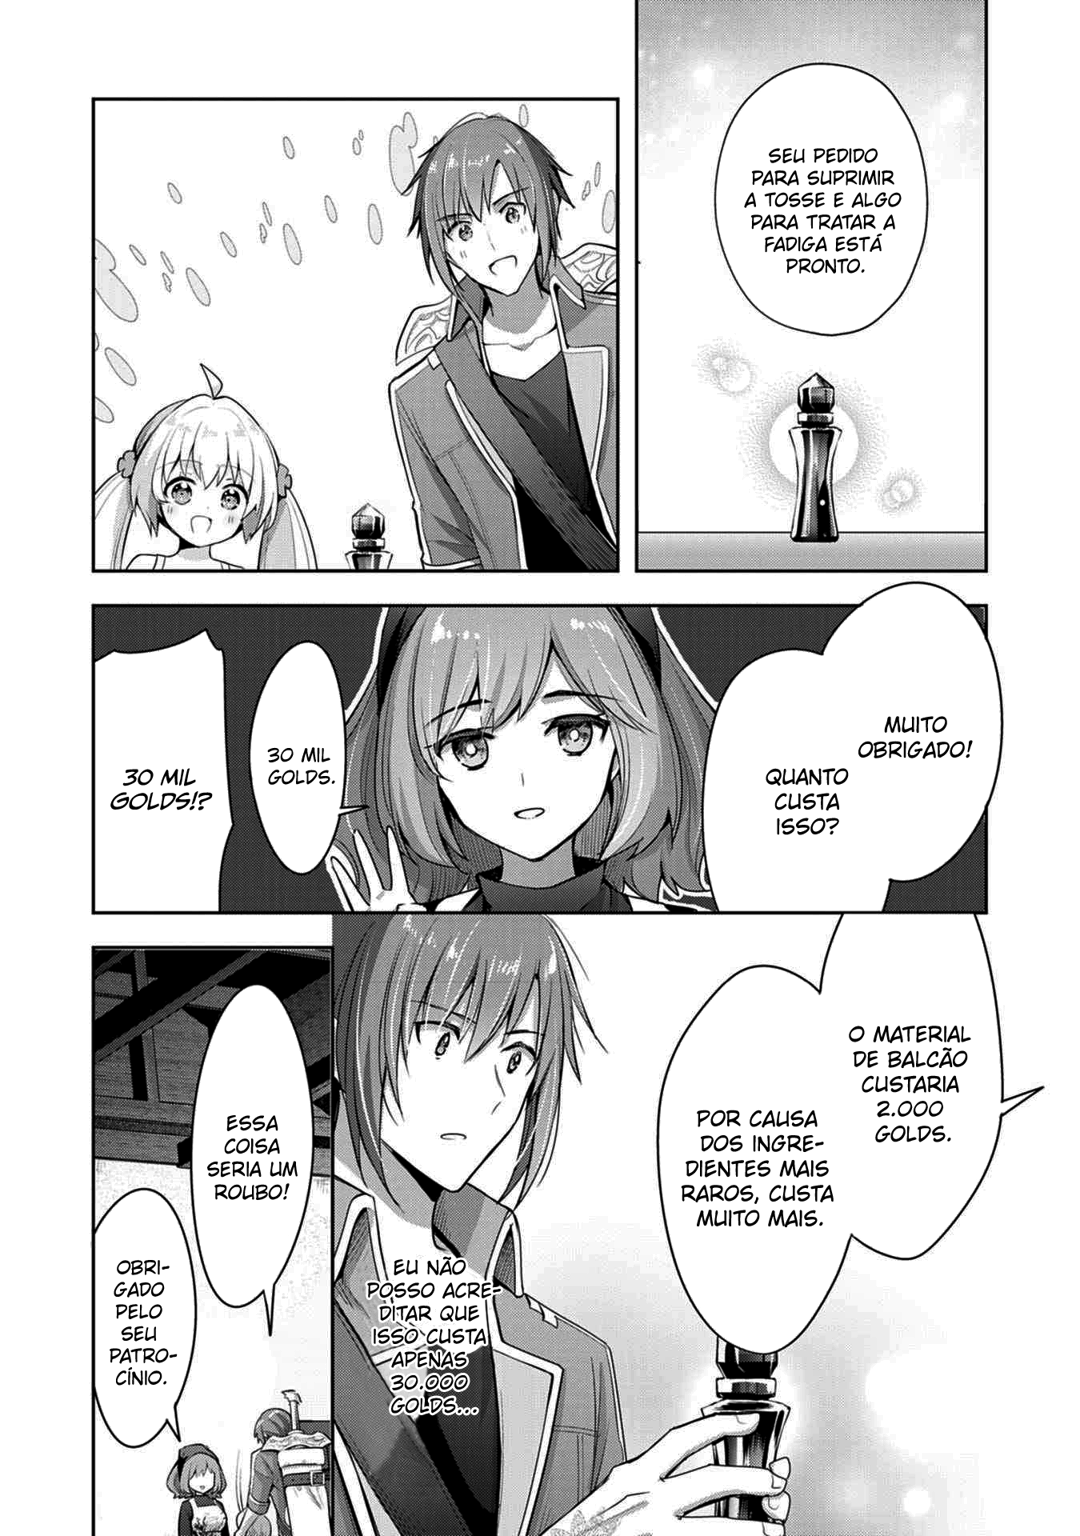 SEU PEDIDO
PARA SUPRIMIR
A TOSSE E ALGO
PARA TRATAR A
FADIGA ESTÁ
PRONTO.
MUITO
OBRIGADO!
QUANTO
CUSTA
ISSO?
30 MIL
GOLDS.
30 MIL
GOLDS!?
O MATERIAL
DE BALCÃO
CUSTARIA
2.000
GOLDS.
POR CAUSA
DOS INGRE-
DIENTES MAIS
RAROS, CUSTA
MUITO MAIS.
EU NÃO
POSSO ACRE-
DITAR QUE
ISSO CUSTA
APENAS
30.000
GOLDS...
ESSA
COISA
SERIA UM
ROUBO!
OBRI-
GADO
PELO
SEU
PATRO-
CÍNIO.